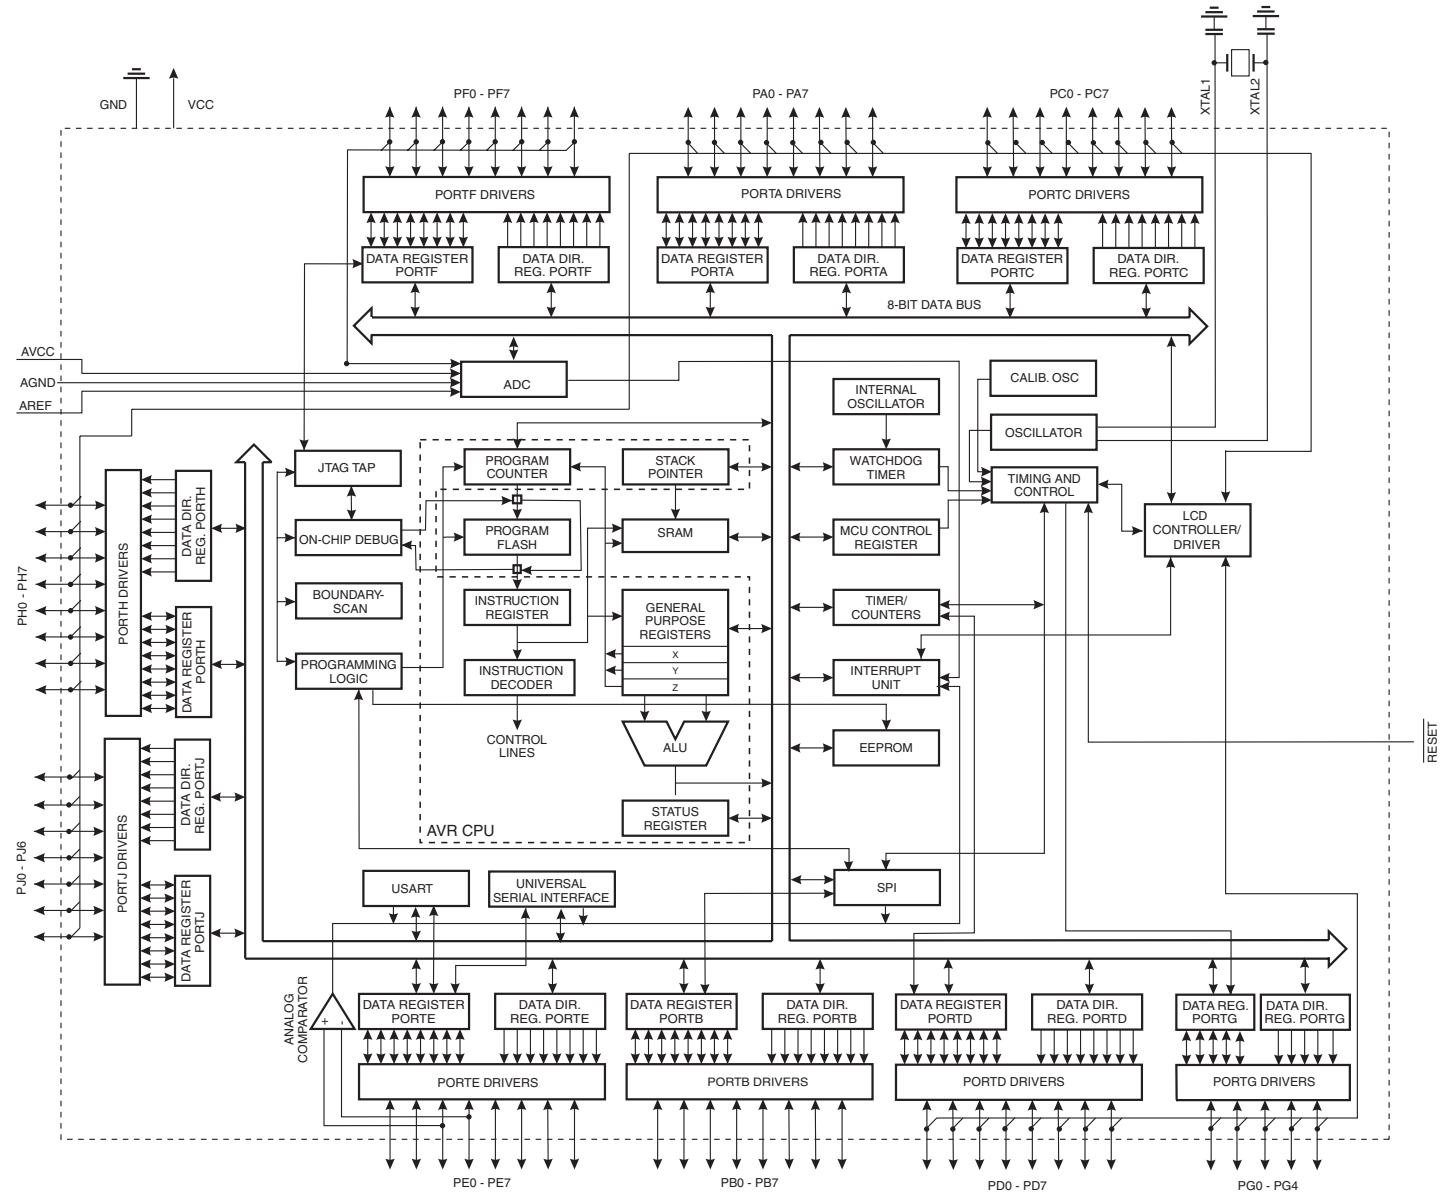 XTAL1
XTAL2
GND
VCC
PF0 - PF7
PA0 - PA7
PC0 - PC7
PORTF DRIVERS
PORTA DRIVERS
PORTC DRIVERS
DATA REGISTER
PORTF
DATA DIR.
REG. PORTF
DATA REGISTER
PORTA
DATA DIR.
REG. PORTA
DATA REGISTER
PORTC
DATA DIR.
REG. PORTC
8-BIT DATA BUS
AVCC
AGND
AREF
ADC
CALIB. OSC
INTERNAL
OSCILLATOR
OSCILLATOR
JTAG TAP
PROGRAM
COUNTER
STACK
POINTER
WATCHDOG
TIMER
TIMING AND
CONTROL
ON-CHIP DEBUG
PROGRAM
FLASH
SRAM
MCU CONTROL
REGISTER
LCD
CONTROLLER/
DRIVER
PH0 - PH7
PORTH DRIVERS
DATA DIR.
REG. PORTH
DATA REGISTER
PORTH
BOUNDARY-
SCAN
INSTRUCTION
REGISTER
GENERAL
PURPOSE
REGISTERS
X
Y
Z
TIMER/
COUNTERS
PROGRAMMING
LOGIC
INSTRUCTION
DECODER
INTERRUPT
UNIT
CONTROL
LINES
ALU
EEPROM
RESET
STATUS
REGISTER
AVR CPU
PJ0 - PJ6
PORTJ DRIVERS
DATA DIR.
REG. PORTJ
DATA REGISTER
PORTJ
USART
UNIVERSAL
SERIAL INTERFACE
SPI
ANALOG
COMPARATOR
+
-
DATA REGISTER
PORTE
DATA DIR.
REG. PORTE
DATA REGISTER
PORTB
DATA DIR.
REG. PORTB
DATA REGISTER
PORTD
DATA DIR.
REG. PORTD
DATA REG.
PORTG
DATA DIR.
REG. PORTG
PORTE DRIVERS
PORTB DRIVERS
PORTD DRIVERS
PORTG DRIVERS
PE0 - PE7
PB0 - PB7
PD0 - PD7
PG0 - PG4